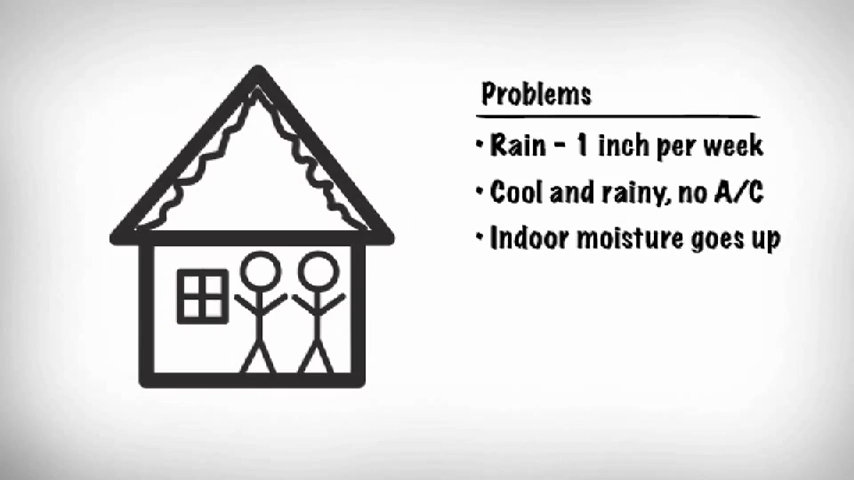 Problems
• Rain - 1 inch per week
• Cool and rainy, no A/C
• Indoor moisture goes up